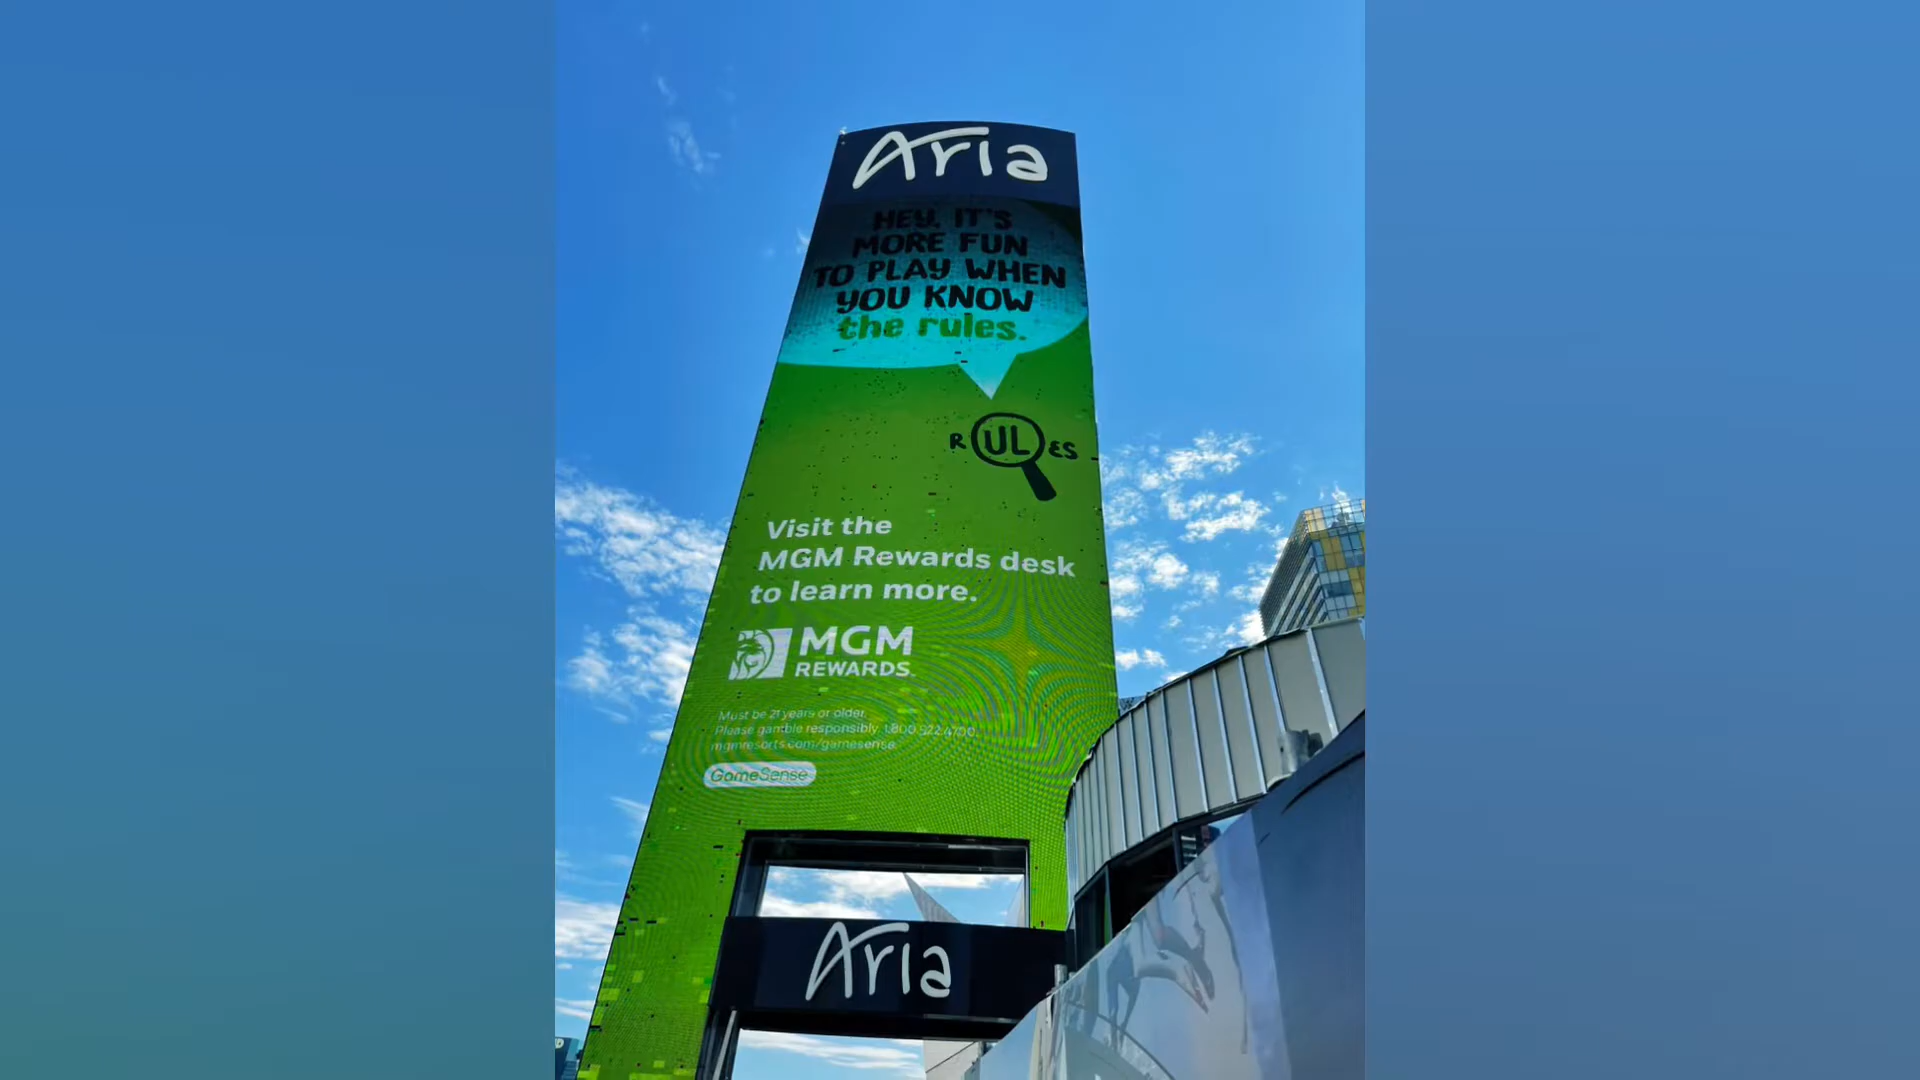 Aria
HEY, IT'S
MORE FUN
TO PLAY WHEN
YOU KNOW
the rules.
RULES
Visit the
MGM Rewards desk
to learn more.
MGM
REWARDS
Must be 21 years or older.
Please gamble responsibly. 1.800.522.4700.
mgmresorts.com/gamesense.
GameSense
Aria